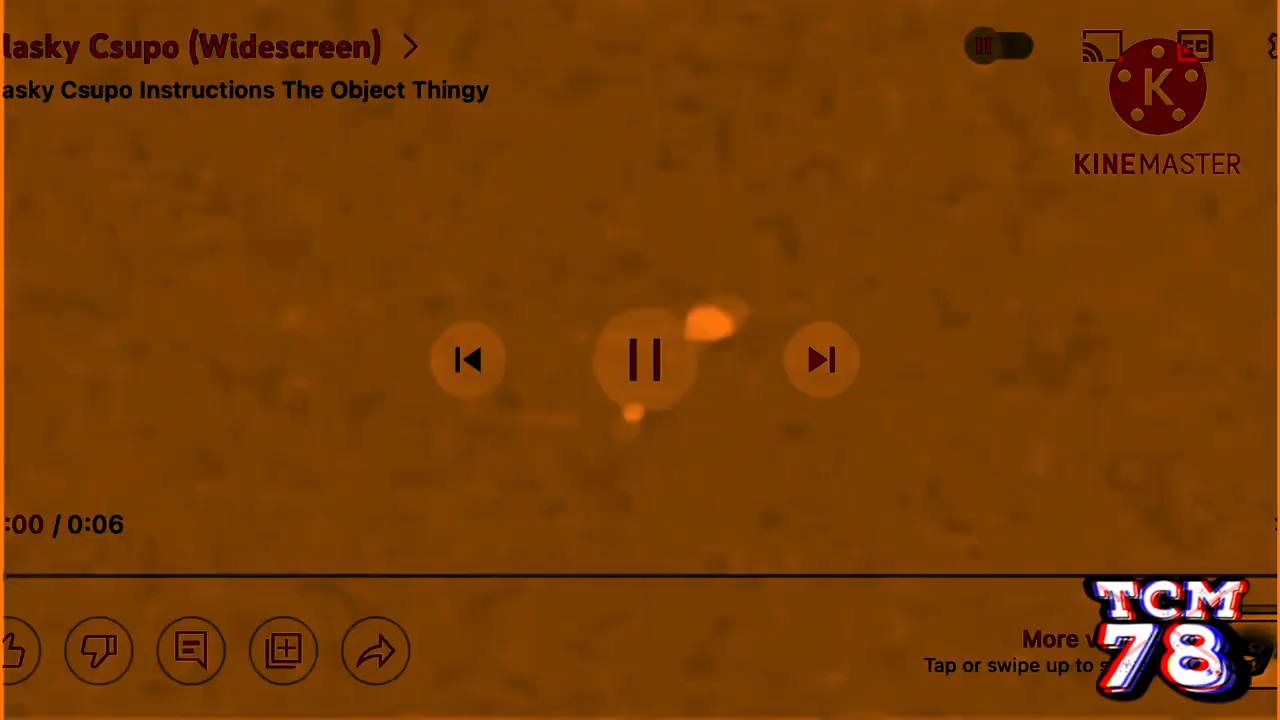 lasky Csupo (Widescreen)
asky Csupo Instructions The Object Thingy
CC
K
KINEMASTER
:00 / 0:06
TCM
78
More v
Tap or swipe up to s